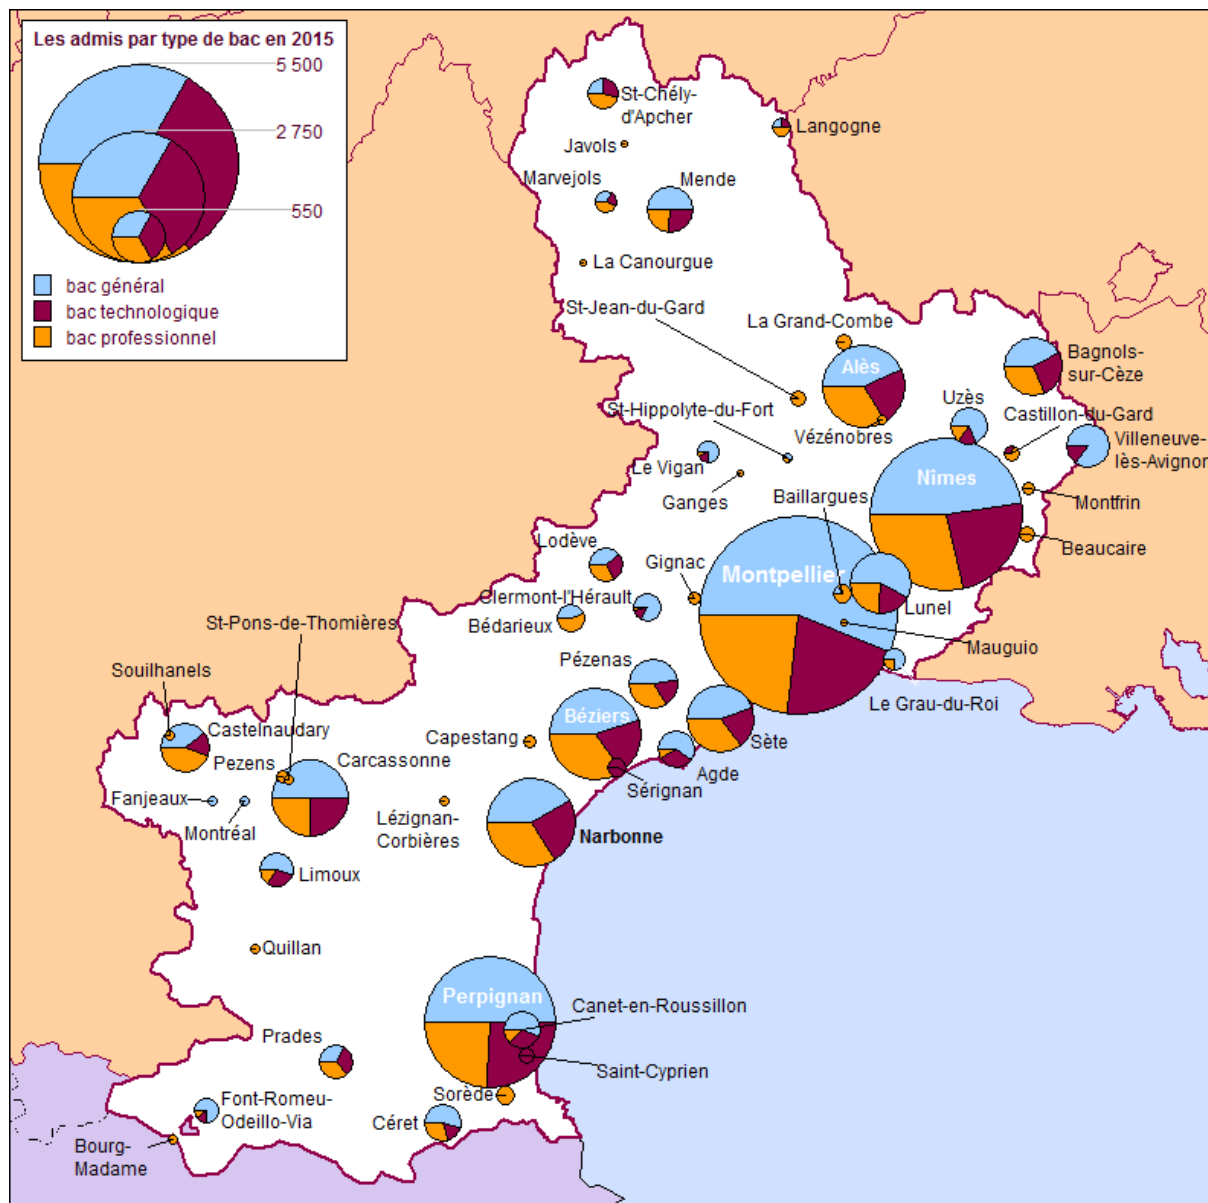 Les admis par type de bac en 2015
5 500
2 750
550
bac général
bac technologique
bac professionnel
St-Chély-
d'Apcher
Langogne
Javols
Marvejols
Mende
La Canourgue
St-Jean-du-Gard
La Grand-Combe
Alès
Bagnols-
sur-Cèze
Uzès
St-Hippolyte-du-Fort
Castillon-du-Gard
Vézénobres
Villeneuve-
lès-Avignon
Le Vigan
Nîmes
Ganges
Baillargues
Montfrin
Lodève
Beaucaire
Gignac
Montpellier
Clermont-l'Hérault
Lunel
St-Pons-de-Thomières
Bédarieux
Mauguio
Pézenas
Souilhanels
Le Grau-du-Roi
Béziers
Castelnaudary
Capestang
Sète
Pezens
Carcassonne
Agde
Sérignan
Fanjeaux
Montréal
Lézignan-
Corbières
Narbonne
Limoux
Quillan
Perpignan
Canet-en-Roussillon
Prades
Saint-Cyprien
Sorède
Font-Romeu-
Odeillo-Via
Céret
Bourg-
Madame